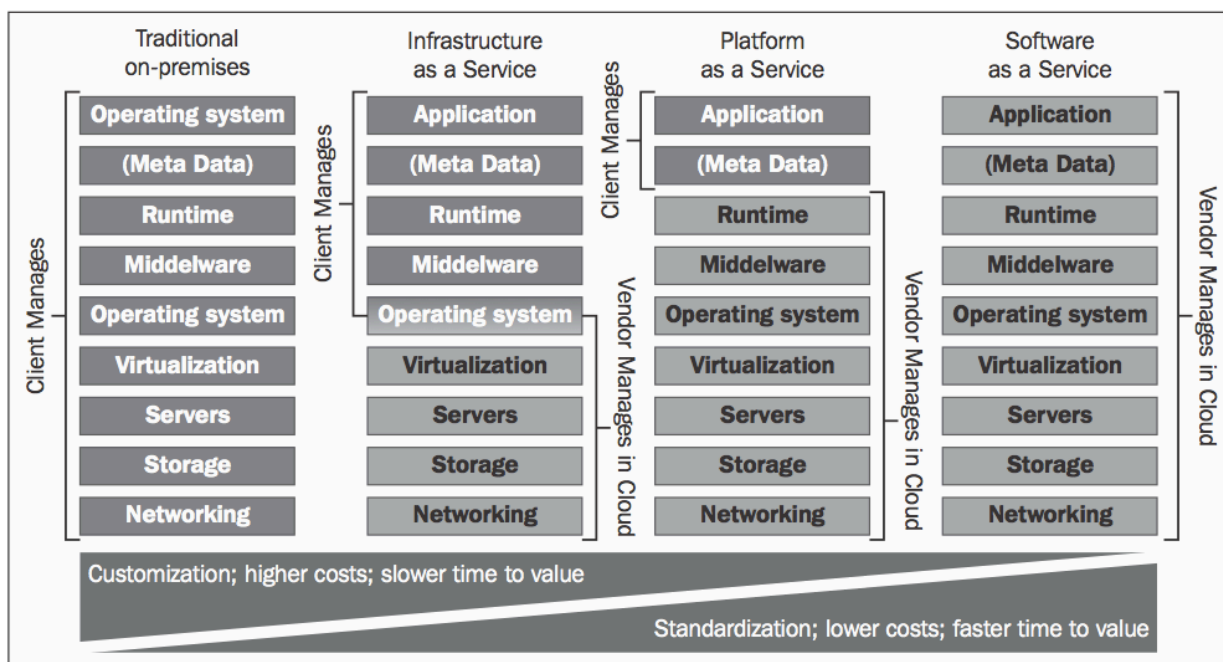 Traditional
on-premises
Client Manages
Operating system
(Meta Data)
Runtime
Middelware
Operating system
Virtualization
Servers
Storage
Networking
Infrastructure
as a Service
Client Manages
Application
(Meta Data)
Runtime
Middelware
Operating system
Virtualization
Servers
Storage
Networking
Vendor Manages in Cloud
Platform
as a Service
Client Manages
Application
(Meta Data)
Runtime
Middelware
Operating system
Virtualization
Servers
Storage
Networking
Vendor Manages in Cloud
Software
as a Service
Application
(Meta Data)
Runtime
Middelware
Operating system
Virtualization
Servers
Storage
Networking
Vendor Manages in Cloud
Customization; higher costs; slower time to value
Standardization; lower costs; faster time to value